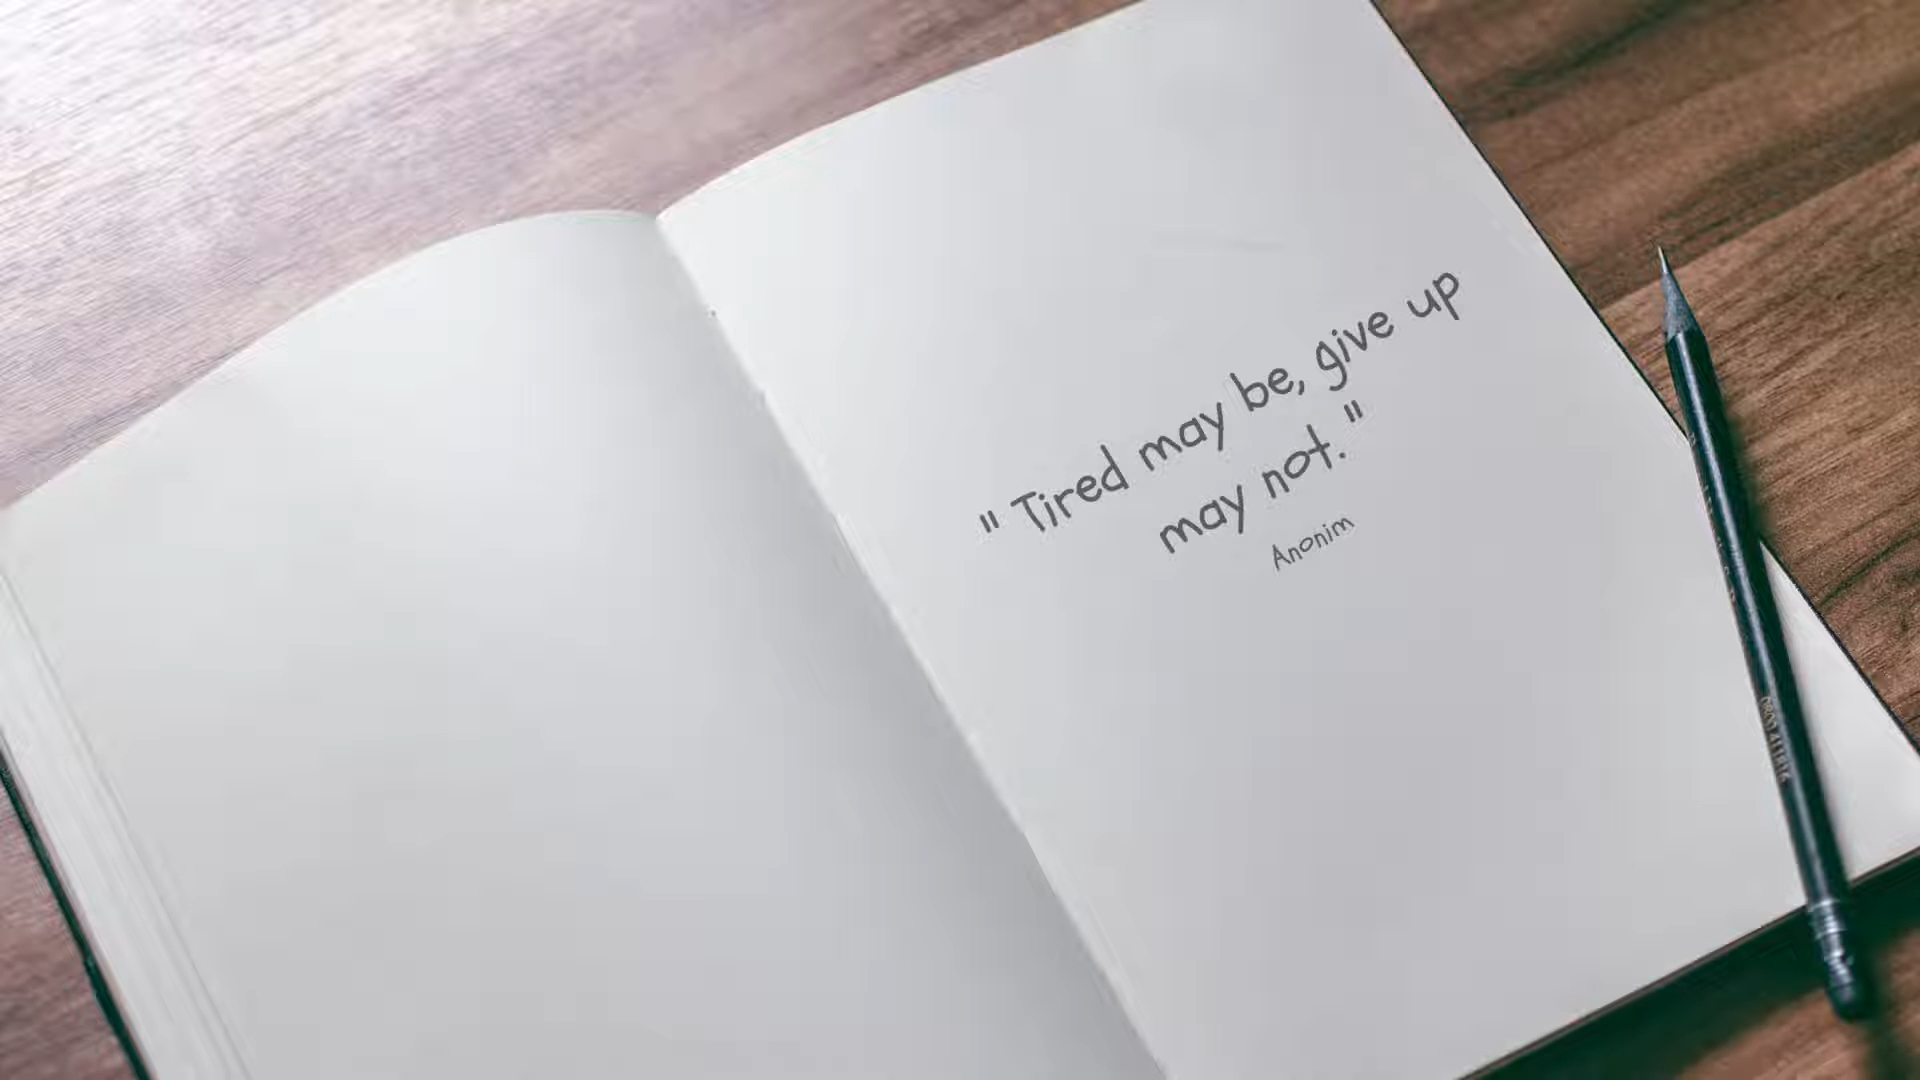 " Tired may be, give up
may not. "
Anonim